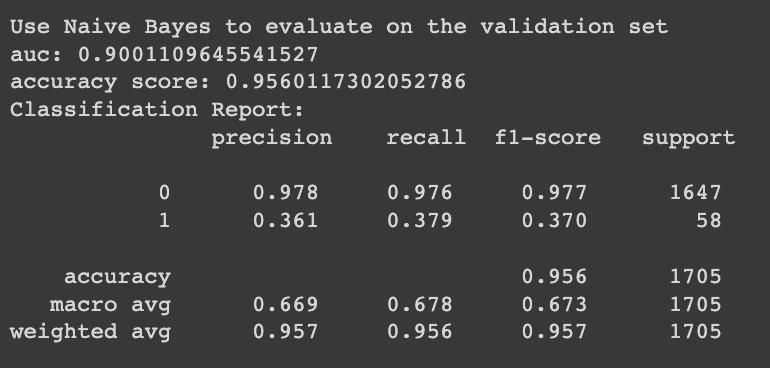 Use Naive Bayes to evaluate on the validation set
auc: 0.9001109645541527
accuracy score: 0.9560117302052786
Classification Report:
precision recall f1-score support
0 0.978 0.976 0.977 1647
1 0.361 0.379 0.370 58
accuracy 0.956 1705
macro avg 0.669 0.678 0.673 1705
weighted avg 0.957 0.956 0.957 1705